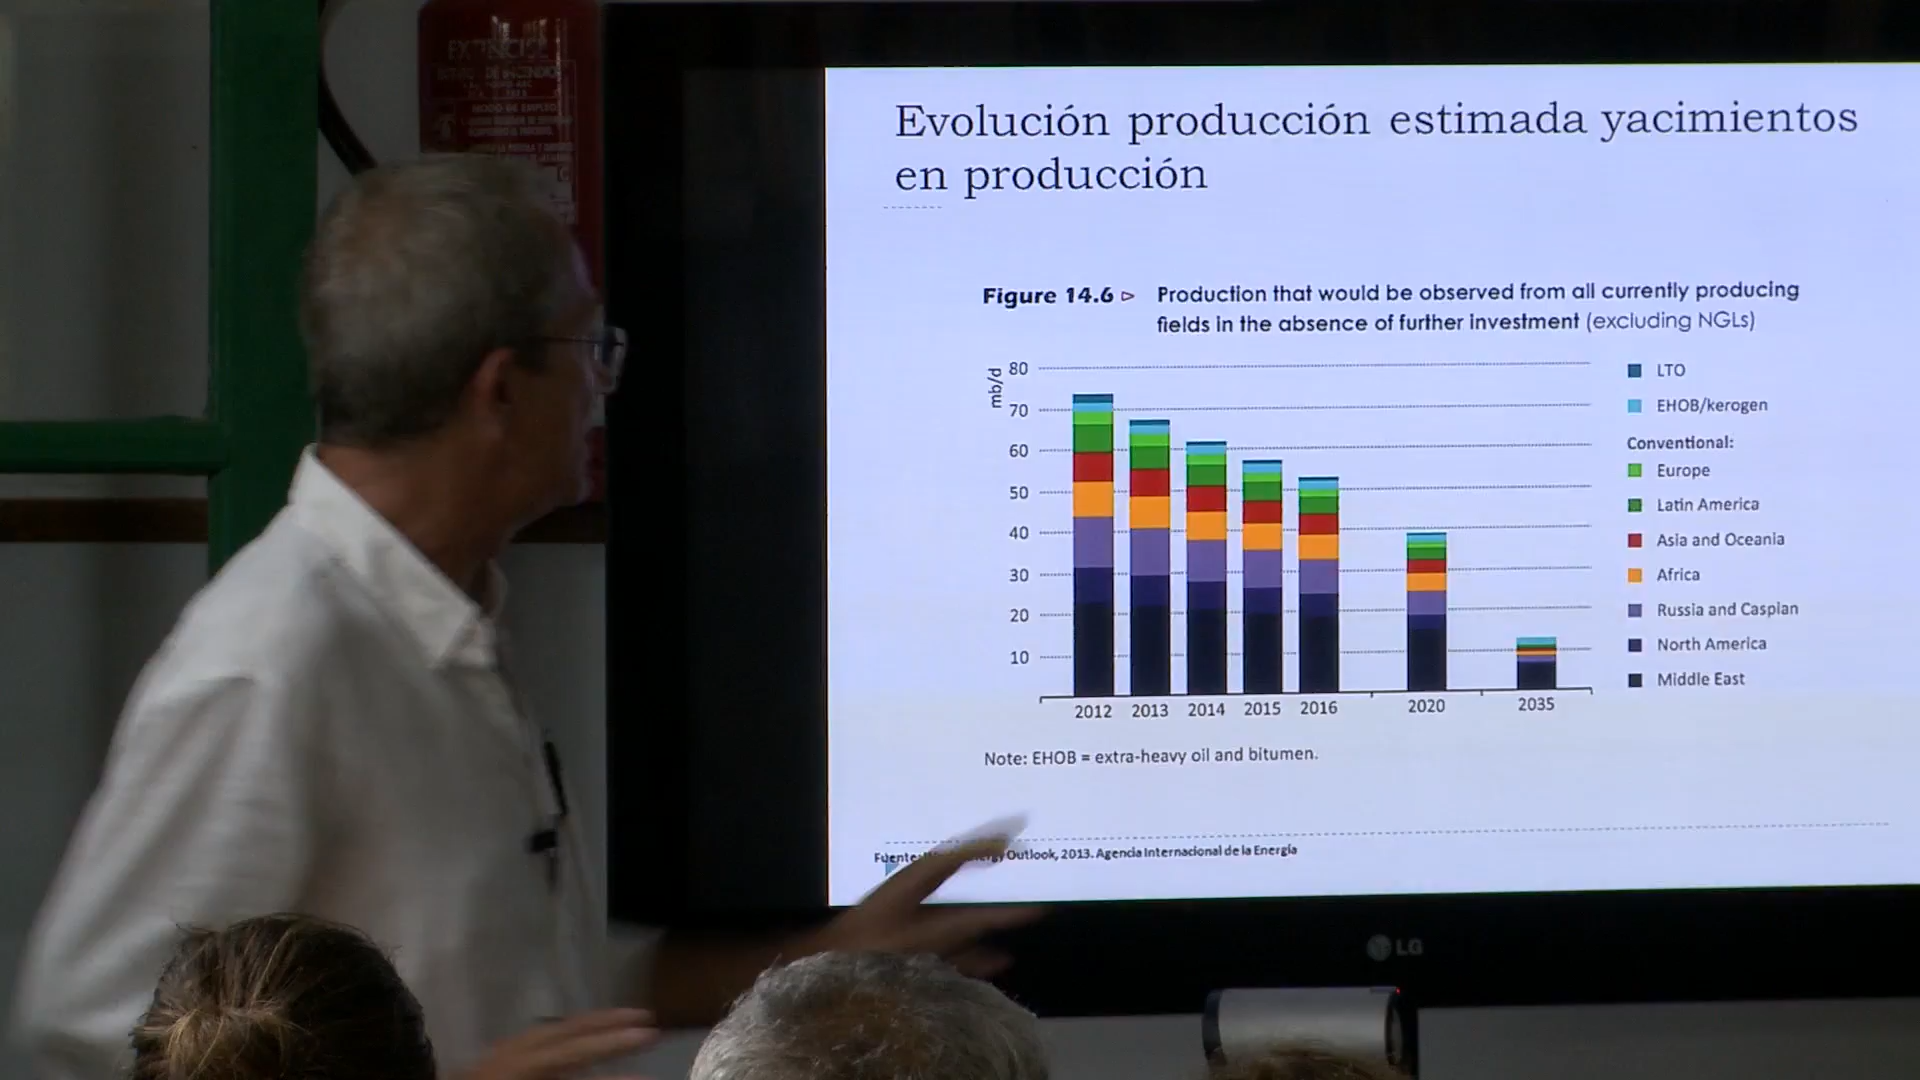 EXTINCISE
MODO DE EMPLEO
Evolución producción estimada yacimientos
en producción
Figure 14.6 ▷ Production that would be observed from all currently producing
fields in the absence of further investment (excluding NGLs)
mb/d
80
70
60
50
40
30
20
10
2012 2013 2014 2015 2016 2020 2035
LTO
EHOB/kerogen
Conventional:
Europe
Latin America
Asia and Oceania
Africa
Russia and Caspian
North America
Middle East
Note: EHOB = extra-heavy oil and bitumen.
Fuente: Outlook, 2013. Agencia Internacional de la Energía
LG